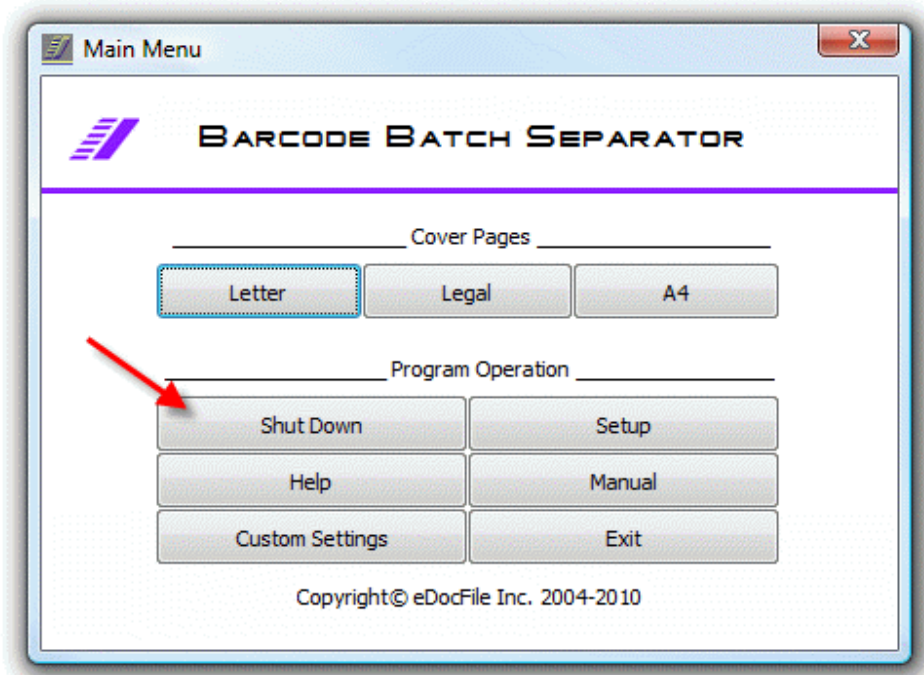 Main Menu
BARCODE BATCH SEPARATOR
Cover Pages
Letter Legal A4
Program Operation
Shut Down Setup
Help Manual
Custom Settings Exit
Copyright© eDocFile Inc. 2004-2010